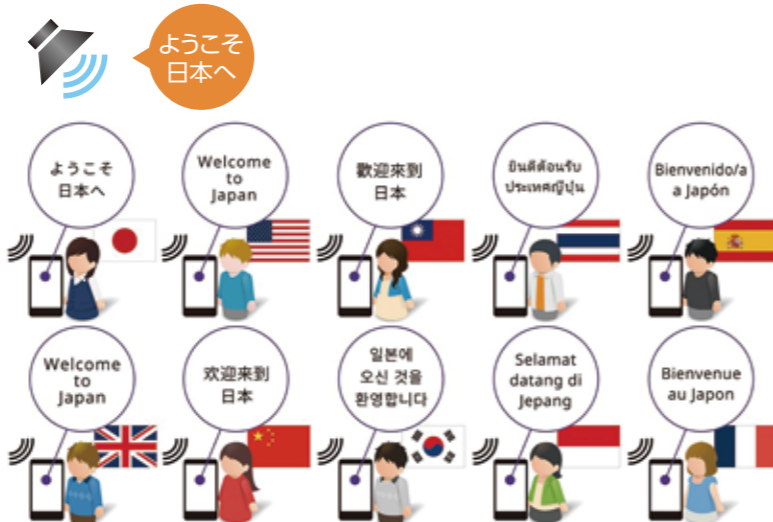 ようこそ
日本へ
ようこそ
日本へ
Welcome
to
Japan
歡迎來到
日本
ยินดีต้อนรับ
ประเทศญี่ปุ่น
Bienvenido/a
a Japón
Welcome
to
Japan
欢迎来到
日本
일본에
오신 것을
환영합니다
Selamat
datang di
Jepang
Bienvenue
au Japon